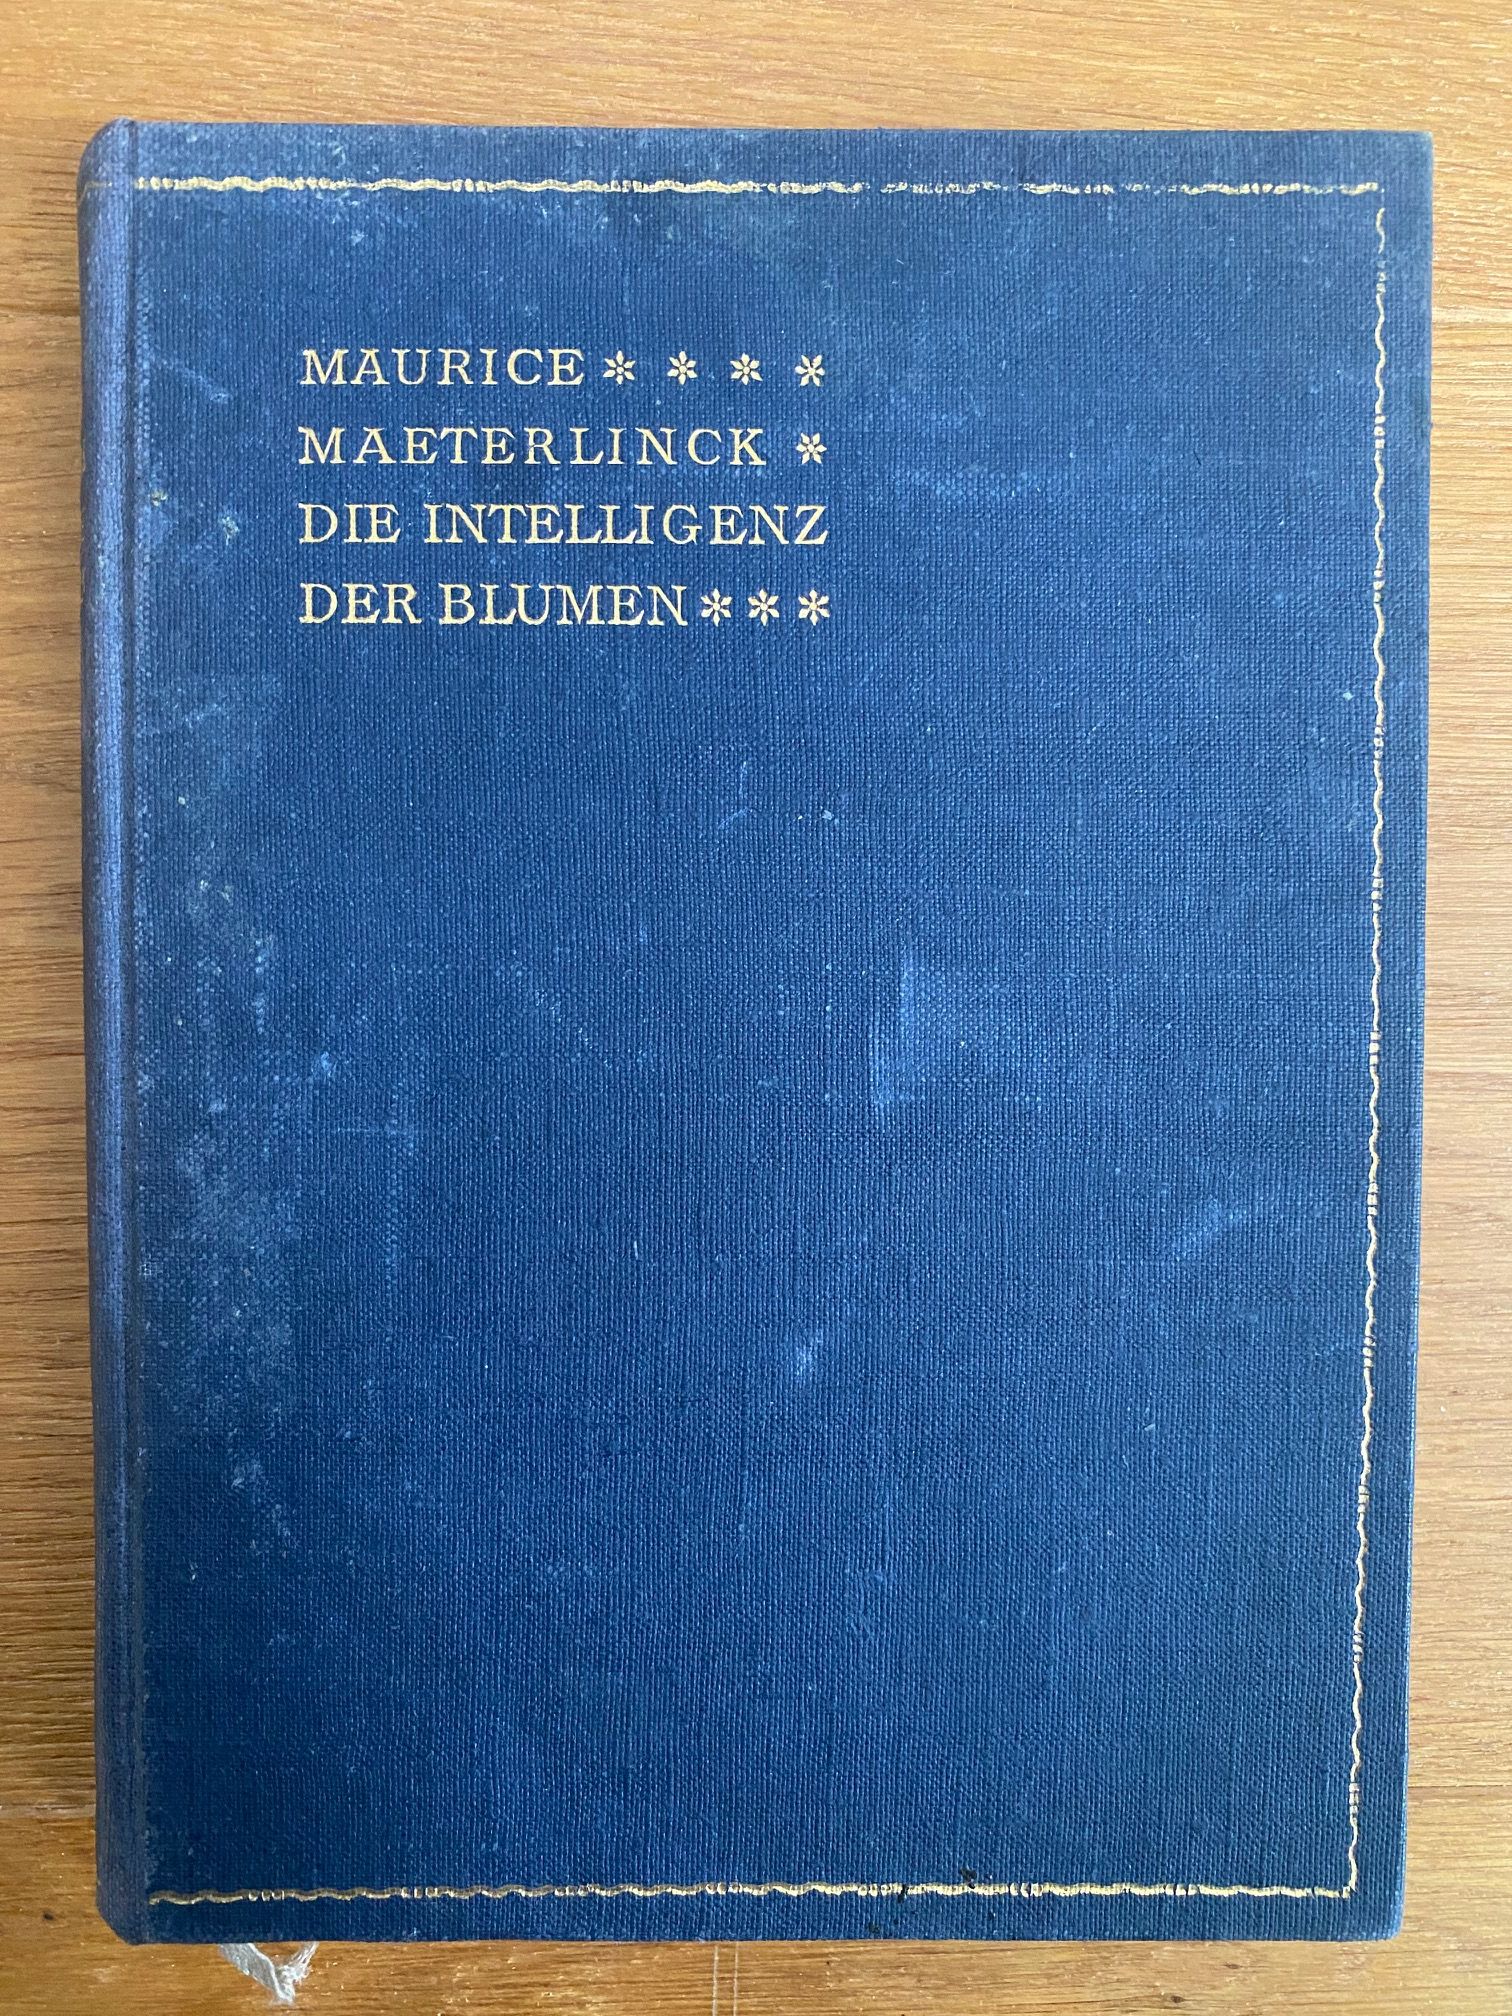 MAURICE
MAETERLINCK
DIE INTELLIGENZ
DER BLUMEN